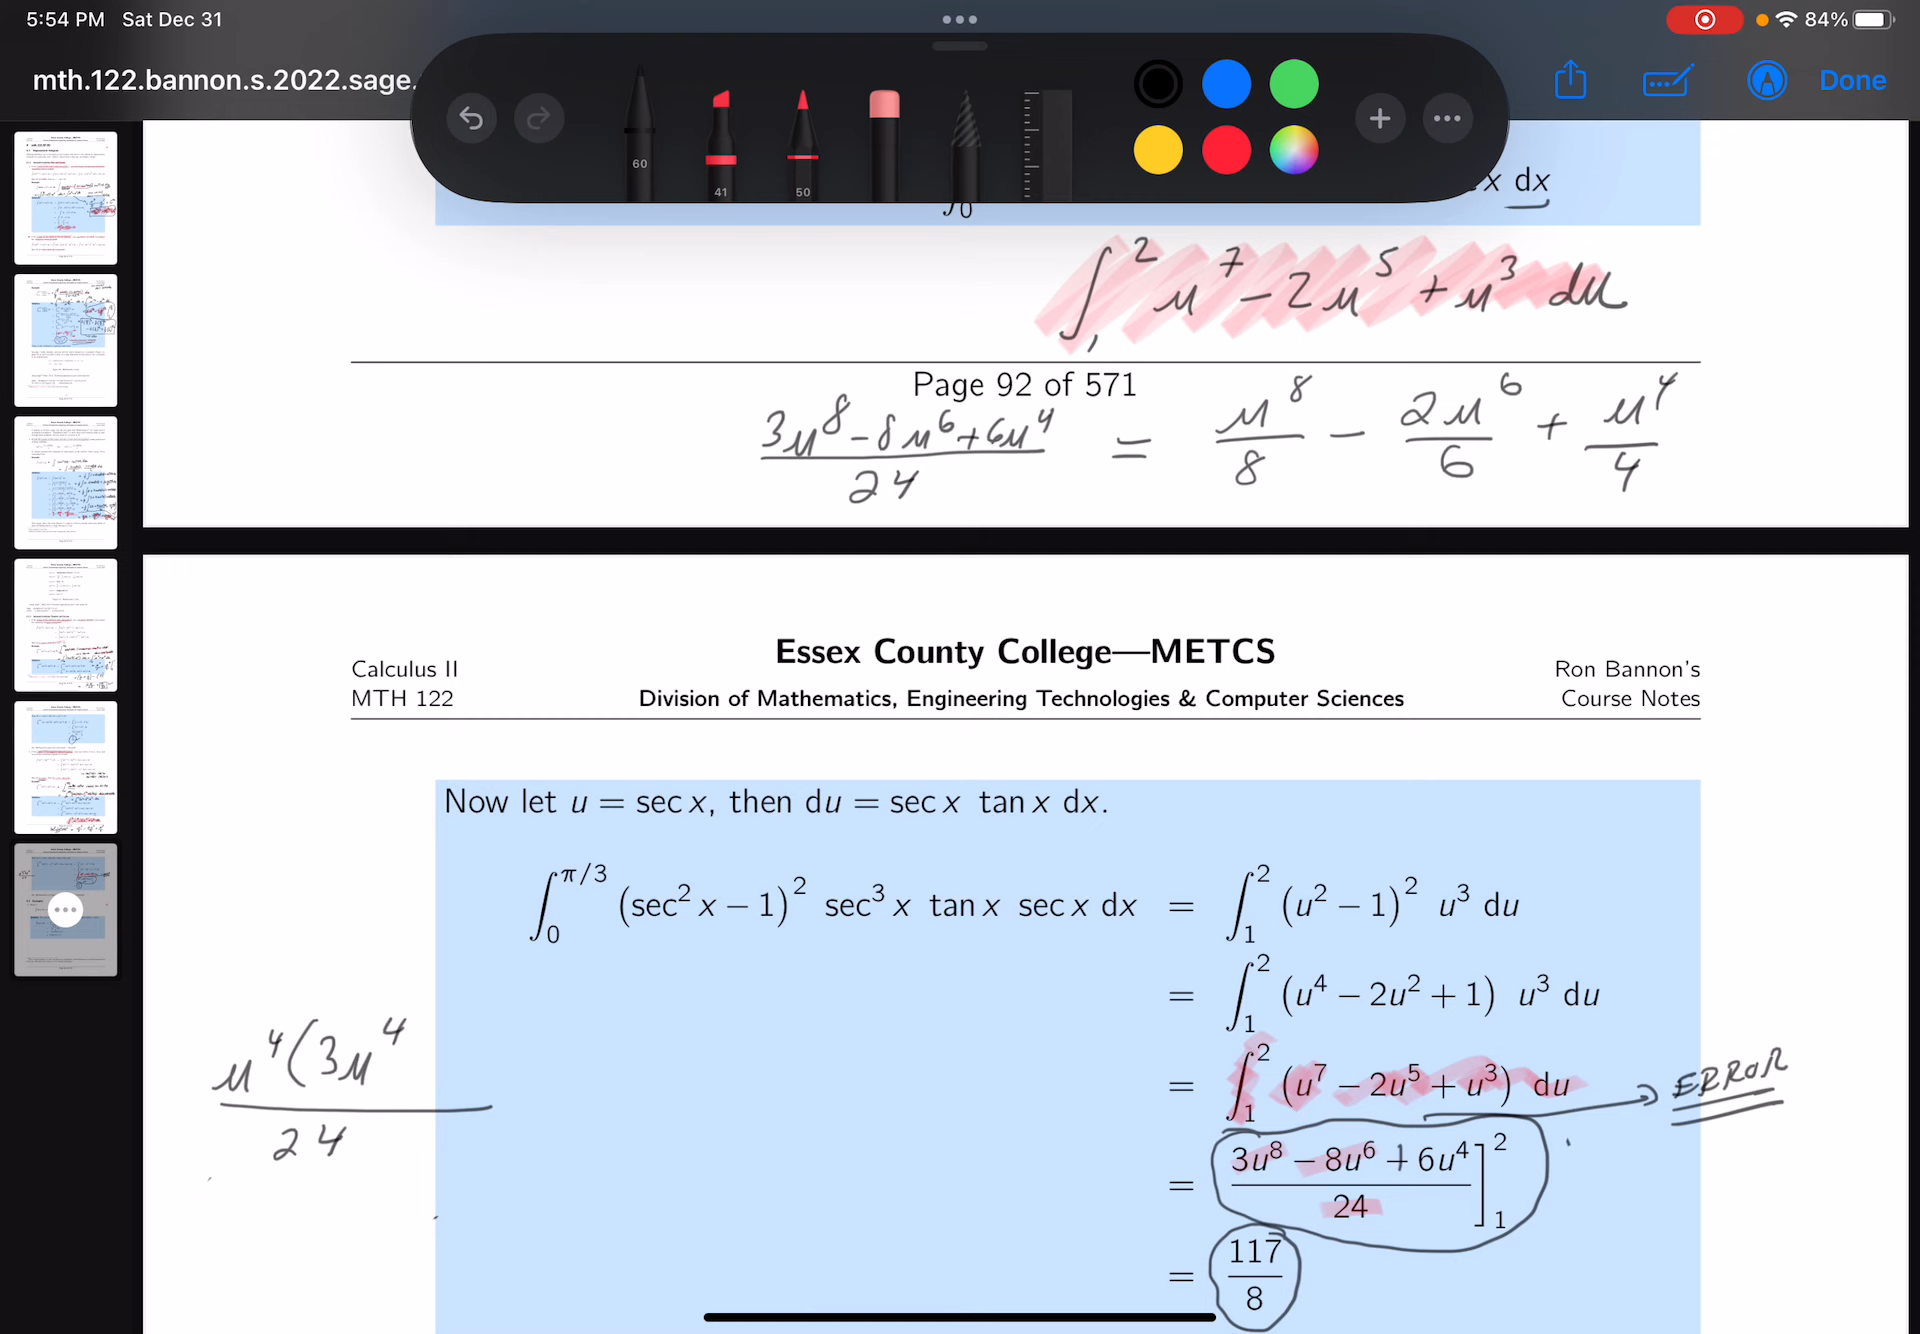 5:54 PM Sat Dec 31
84%
mth.122.bannon.s.2022.sage.
60
41
50
Done
x dx
∫₀
∫₁² u⁷ - 2u⁵ + u³ du
Page 92 of 571
(3u⁸ - 8u⁶ + 6u⁴)/24 = u⁸/8 - 2u⁶/6 + u⁴/4
Calculus II
MTH 122
Essex County College—METCS
Division of Mathematics, Engineering Technologies & Computer Sciences
Ron Bannon's
Course Notes
Now let u = sec x, then du = sec x tan x dx.
∫₀^(π/3) (sec² x − 1)² sec³ x tan x sec x dx = ∫₁² (u² − 1)² u³ du
= ∫₁² (u⁴ − 2u² + 1) u³ du
= ∫₁² (u⁷ − 2u⁵ + u³) du
ERROR
= (3u⁸ − 8u⁶ + 6u⁴)/24 ]₁²
= 117/8
u⁴(3u⁴
24